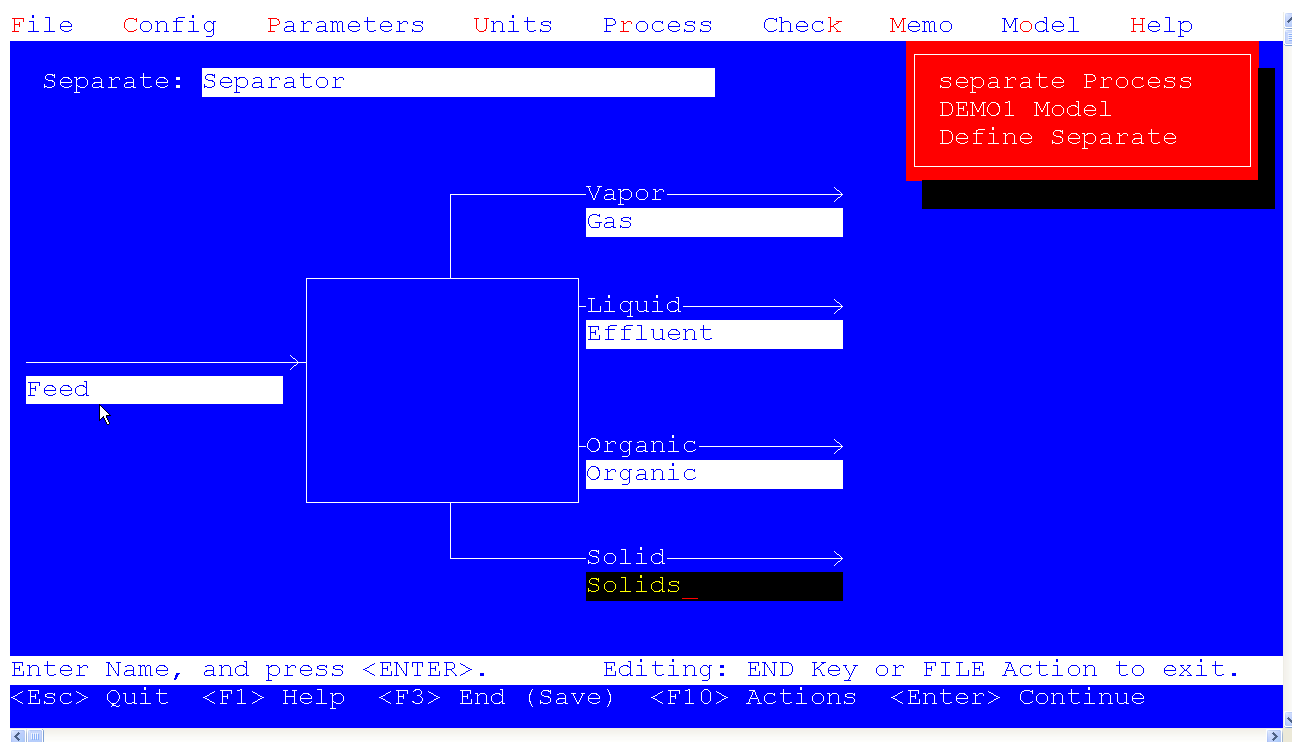 File Config Parameters Units Process Check Memo Model Help
Separate: Separator
separate Process
DEMO1 Model
Define Separate
Vapor
Gas
Liquid
Effluent
Feed
Organic
Organic
Solid
Solids_
Enter Name, and press <ENTER>. Editing: END Key or FILE Action to exit.
<Esc> Quit <F1> Help <F3> End (Save) <F10> Actions <Enter> Continue